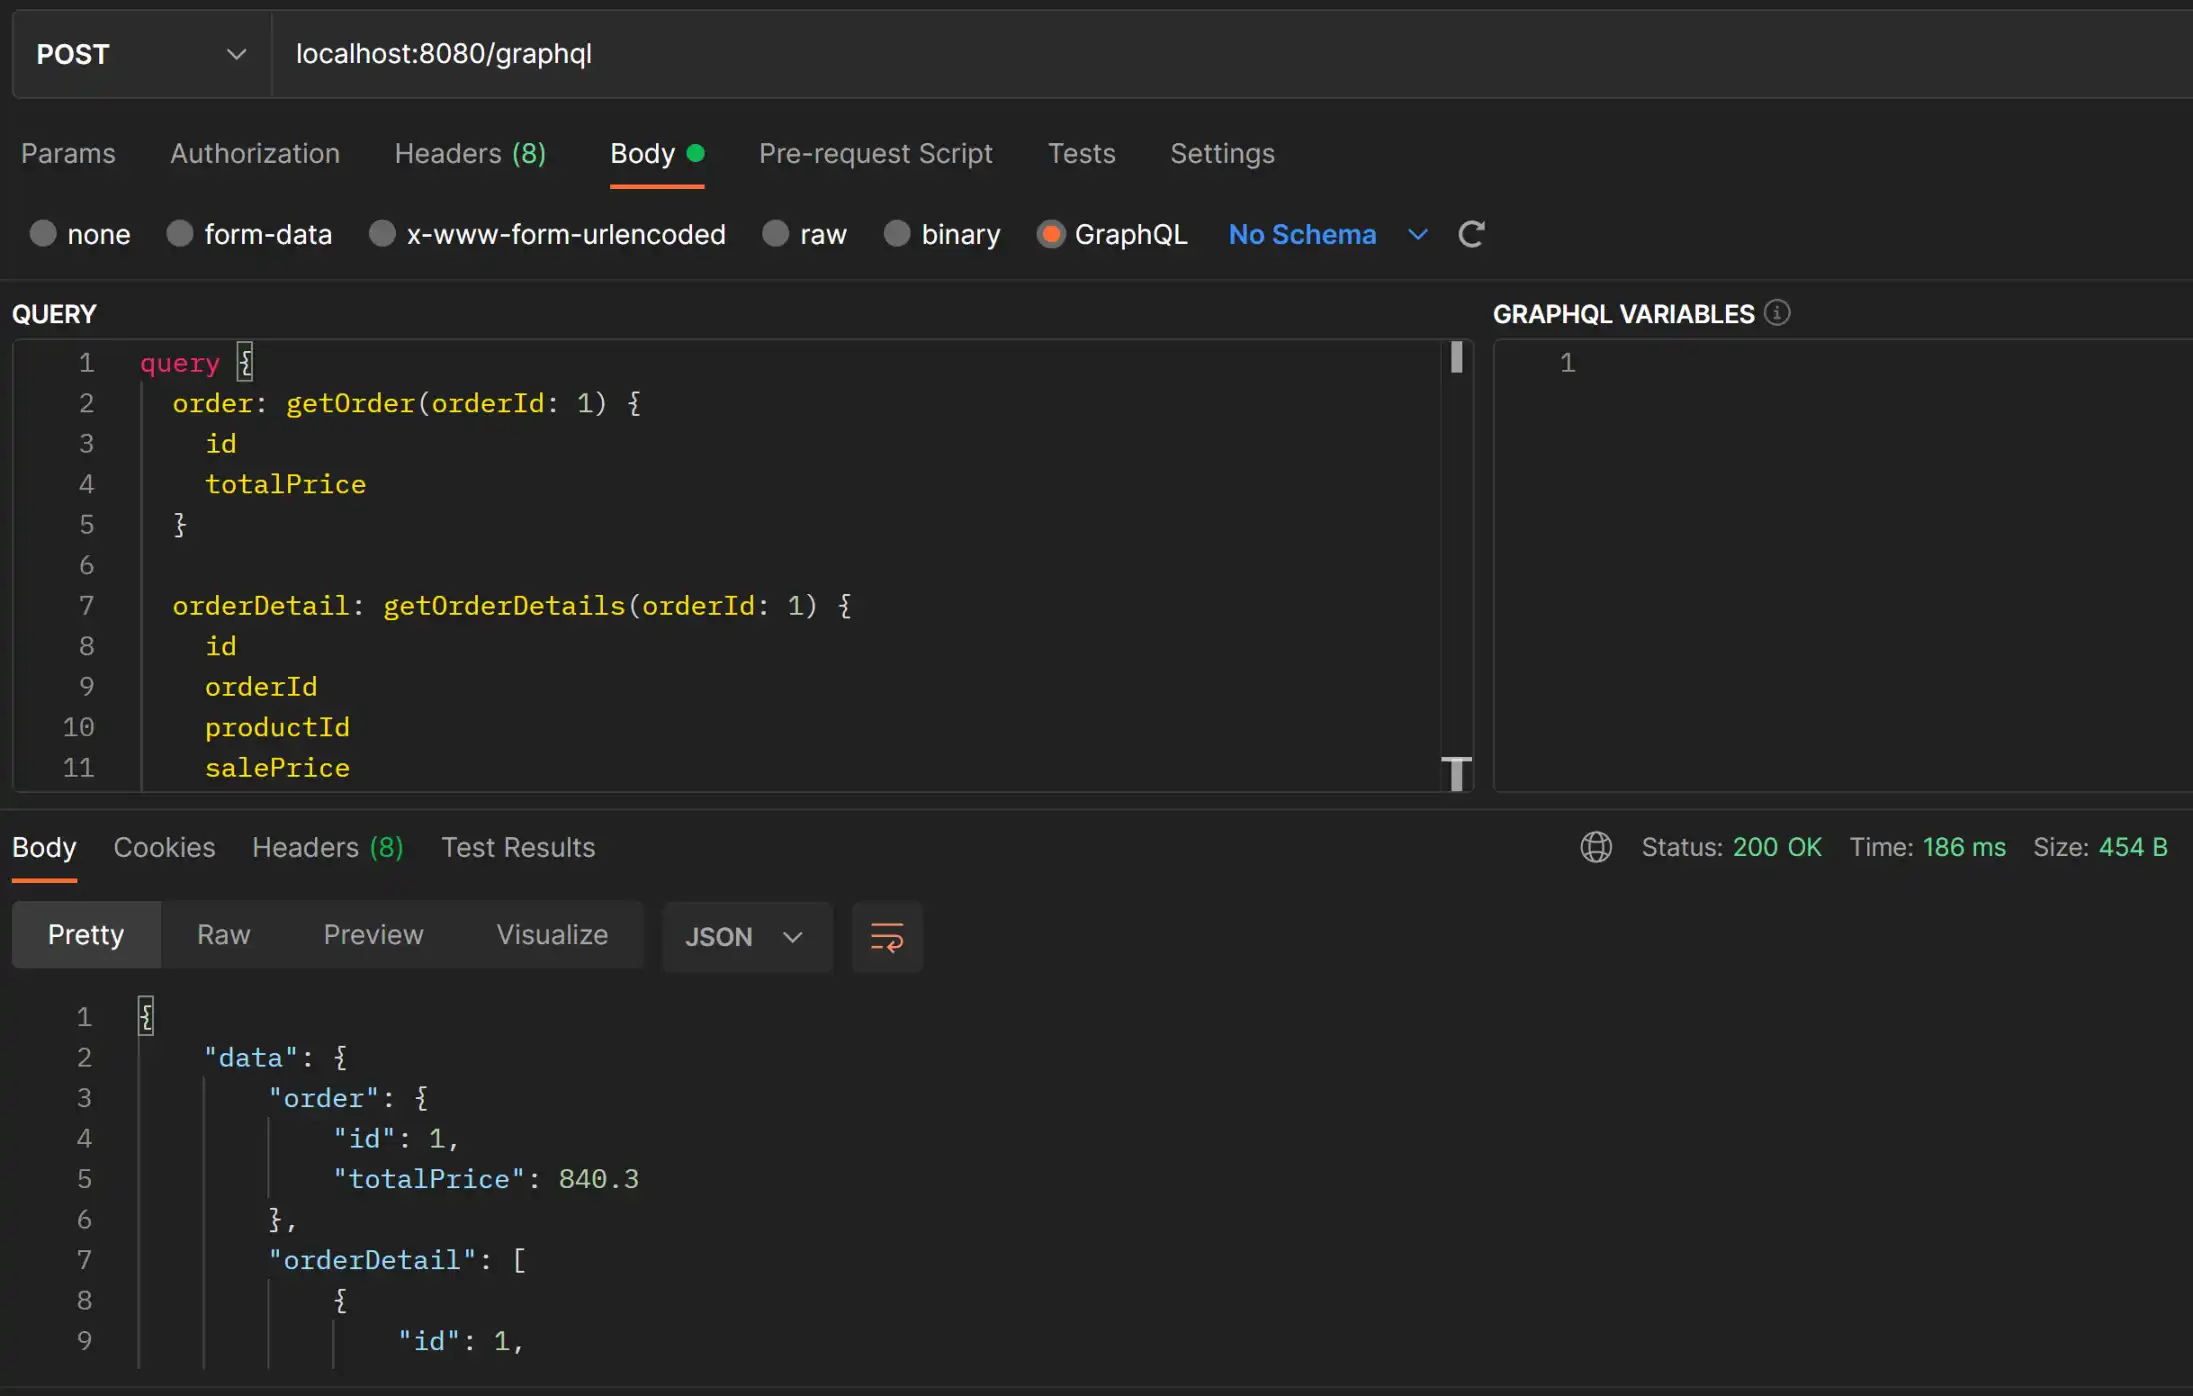 POST localhost:8080/graphql
Params Authorization Headers (8) Body Pre-request Script Tests Settings
none form-data x-www-form-urlencoded raw binary GraphQL No Schema
QUERY
1 query {
2 order: getOrder(orderId: 1) {
3 id
4 totalPrice
5 }
6
7 orderDetail: getOrderDetails(orderId: 1) {
8 id
9 orderId
10 productId
11 salePrice
GRAPHQL VARIABLES
1
Body Cookies Headers (8) Test Results Status: 200 OK Time: 186 ms Size: 454 B
Pretty Raw Preview Visualize JSON
1 {
2 "data": {
3 "order": {
4 "id": 1,
5 "totalPrice": 840.3
6 },
7 "orderDetail": [
8 {
9 "id": 1,